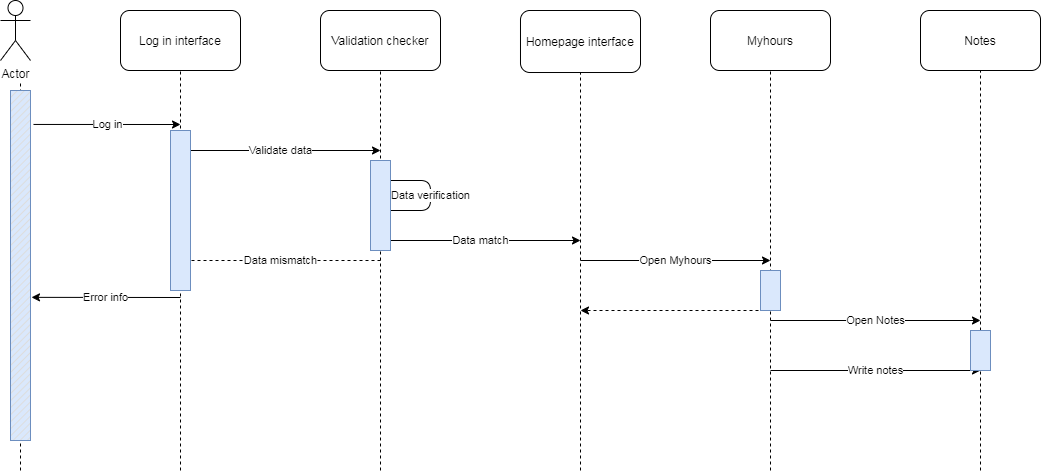 Log in interface
Validation checker
Homepage interface
Myhours
Notes
Actor
Log in
Validate data
Data verification
Data match
Data mismatch
Open Myhours
Error info
Open Notes
Write notes